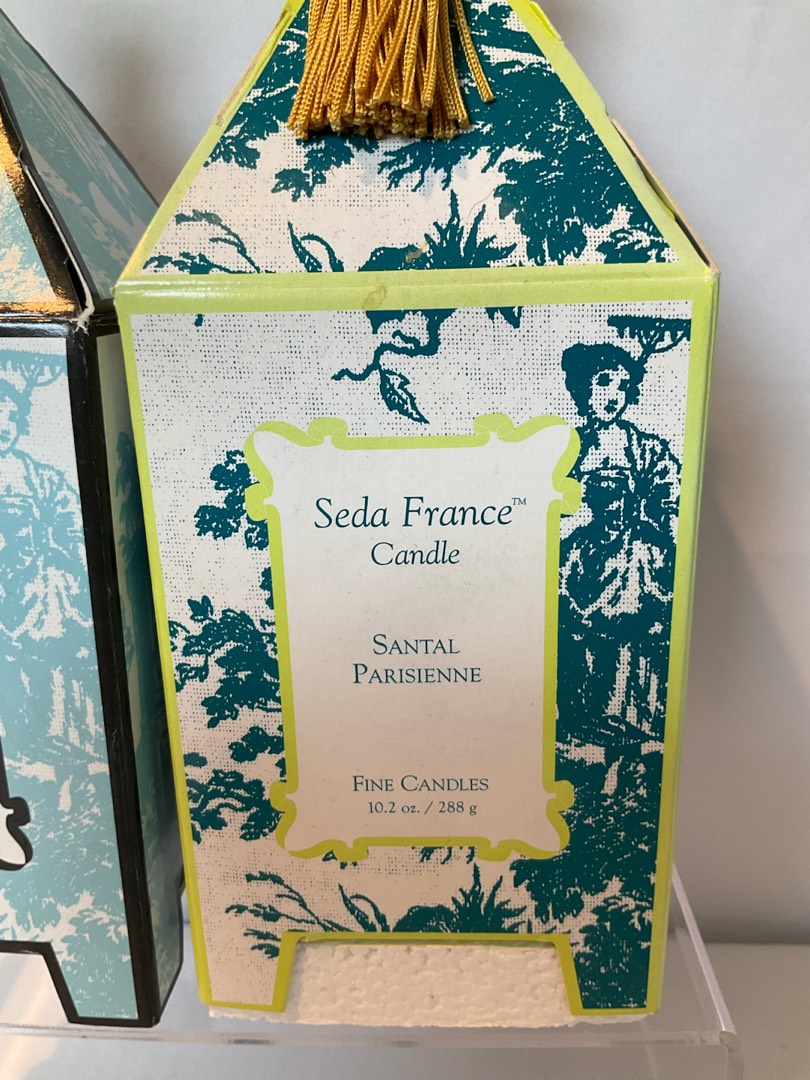 Seda France™
Candle
SANTAL
PARISIENNE
FINE CANDLES
10.2 oz. / 288 g